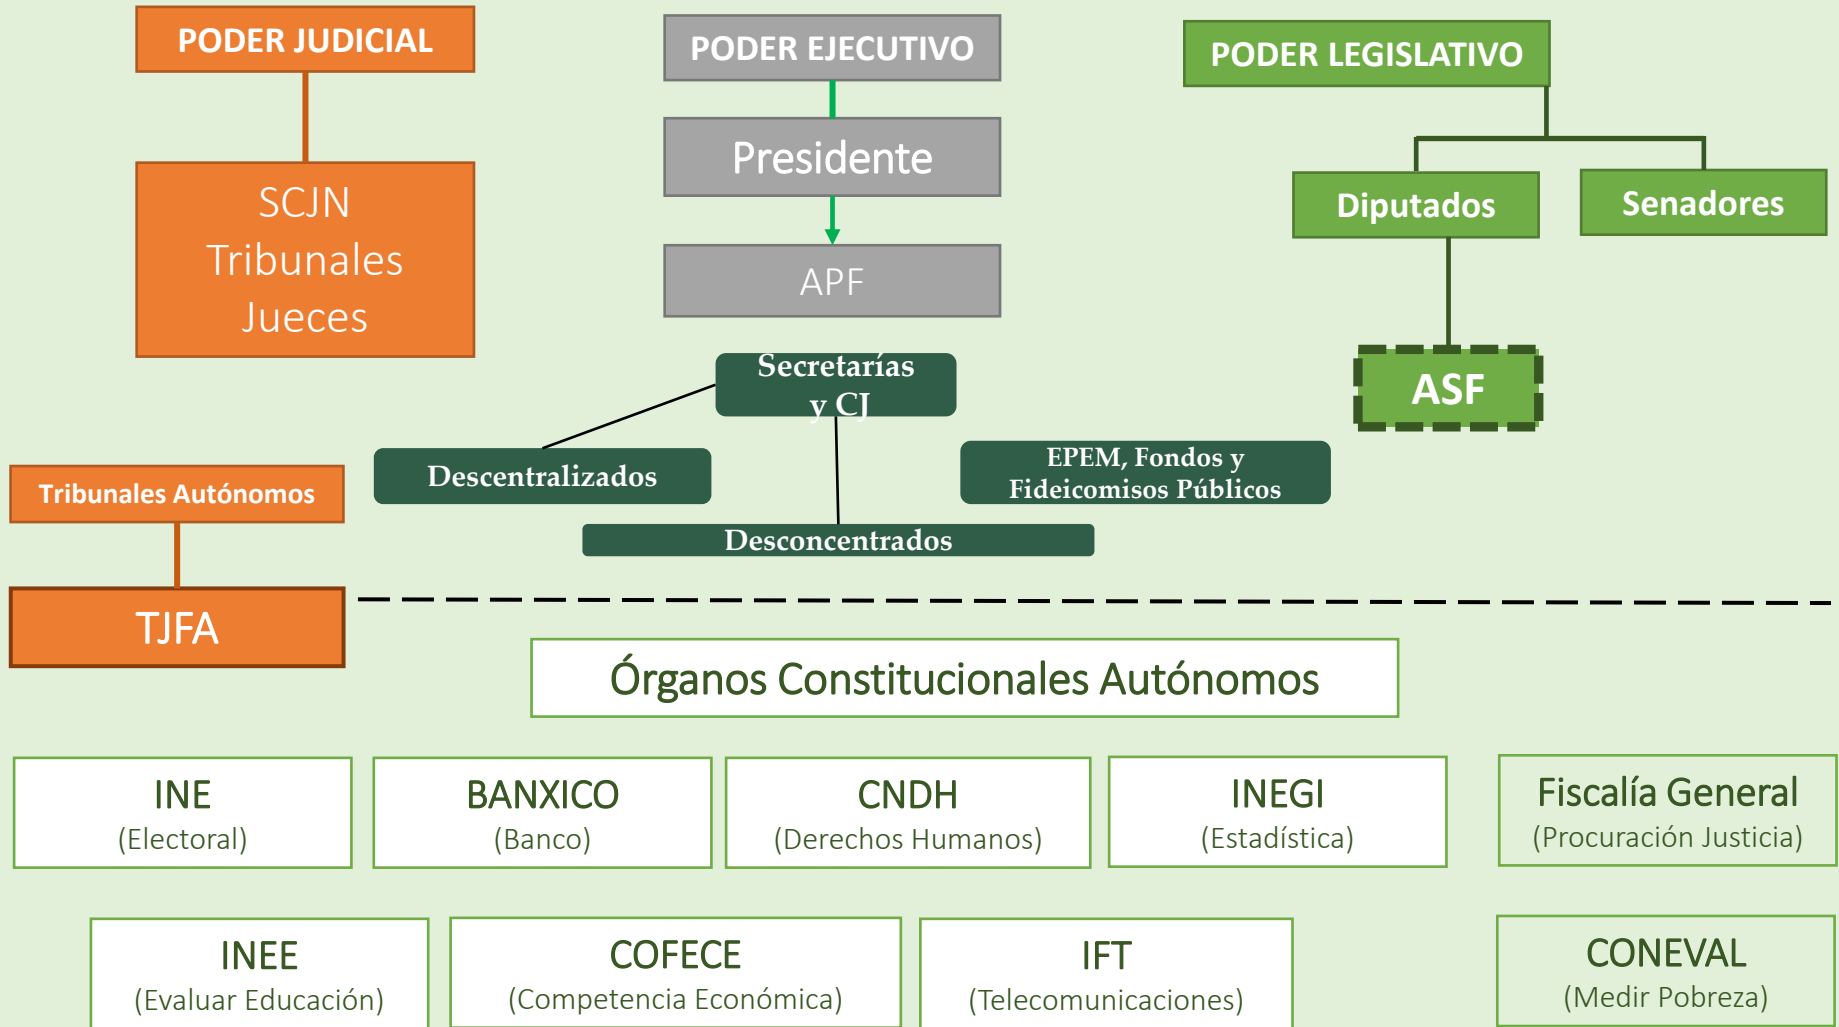 PODER JUDICIAL
PODER EJECUTIVO
PODER LEGISLATIVO
Presidente
SCJN
Tribunales
Jueces
Diputados
Senadores
APF
Secretarías
y CJ
ASF
Descentralizados
EPEM, Fondos y
Fideicomisos Públicos
Tribunales Autónomos
Desconcentrados
TJFA
Órganos Constitucionales Autónomos
INE
(Electoral)
BANXICO
(Banco)
CNDH
(Derechos Humanos)
INEGI
(Estadística)
Fiscalía General
(Procuración Justicia)
INEE
(Evaluar Educación)
COFECE
(Competencia Económica)
IFT
(Telecomunicaciones)
CONEVAL
(Medir Pobreza)